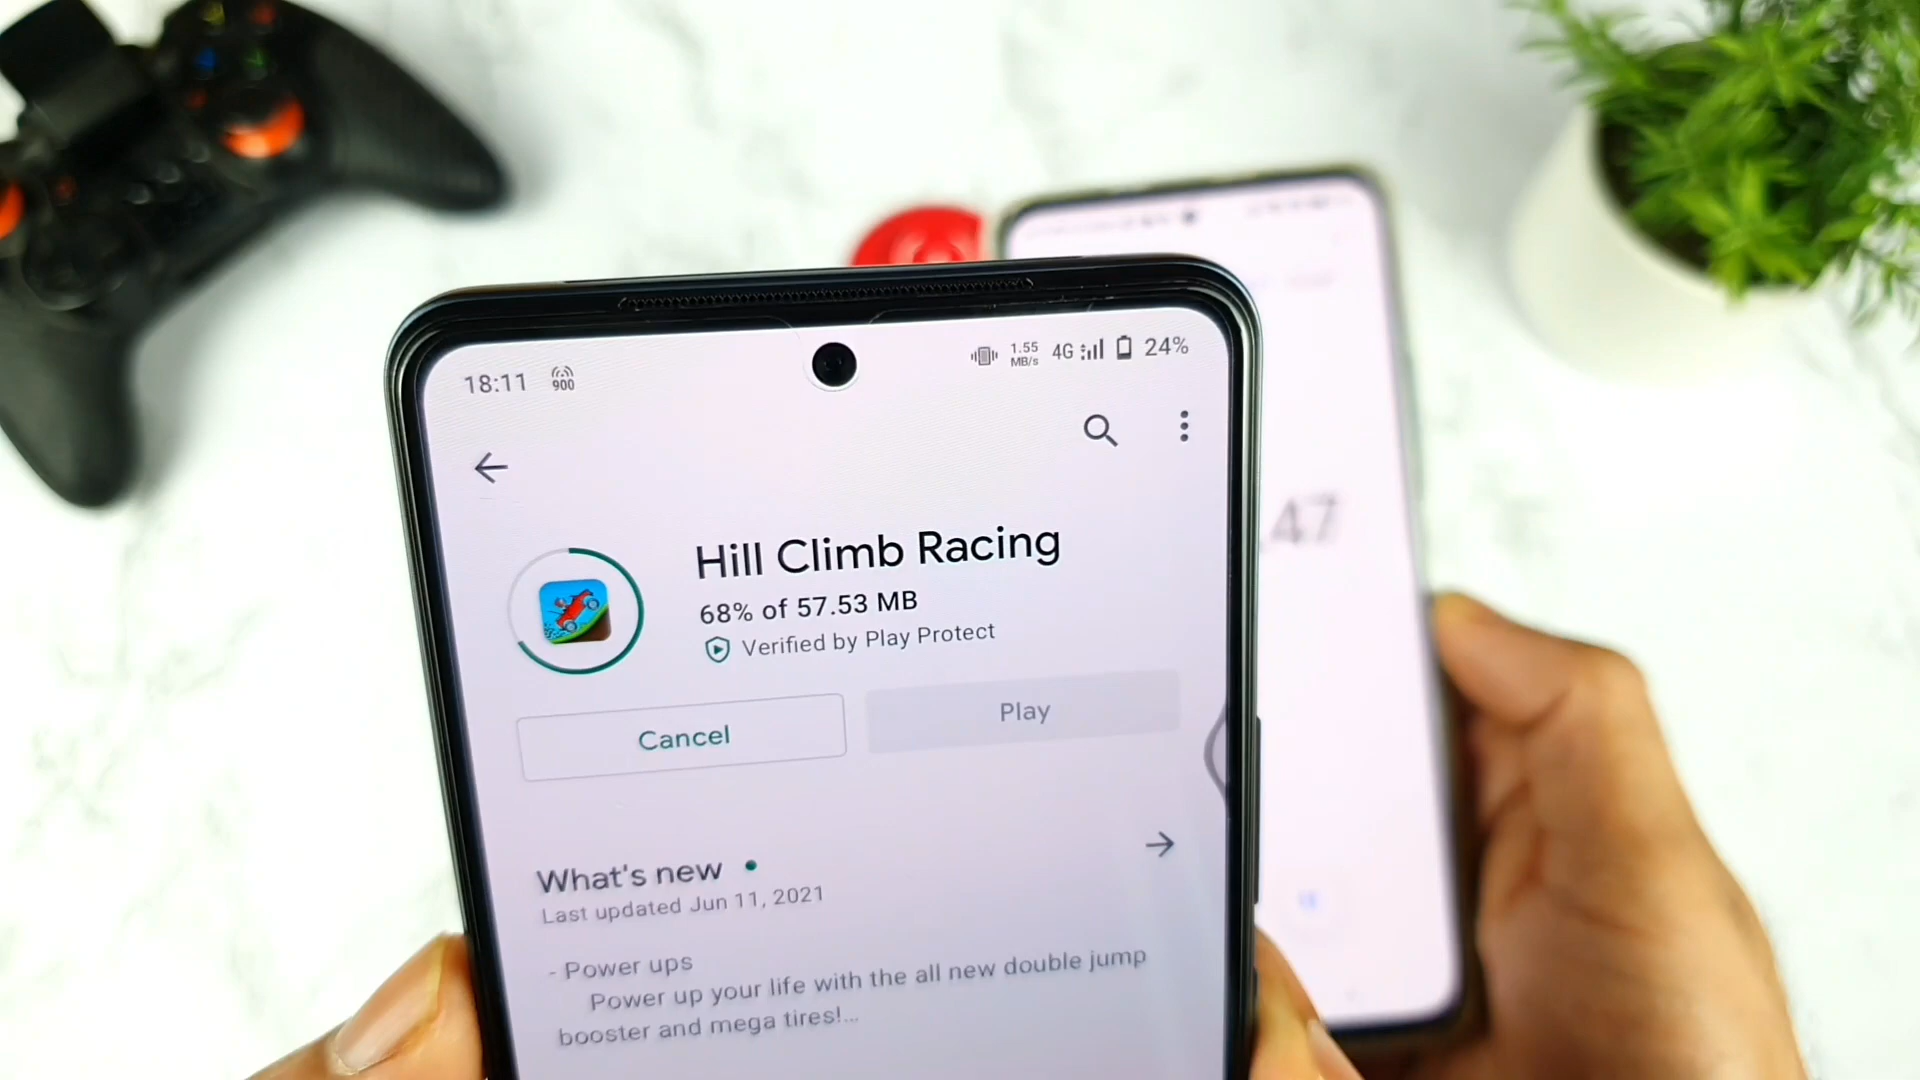 18:11 900 1.55 MB/s 4G 24%
Hill Climb Racing
68% of 57.53 MB
Verified by Play Protect
Cancel Play
What's new
Last updated Jun 11, 2021
- Power ups
Power up your life with the all new double jump
booster and mega tires!...
.47